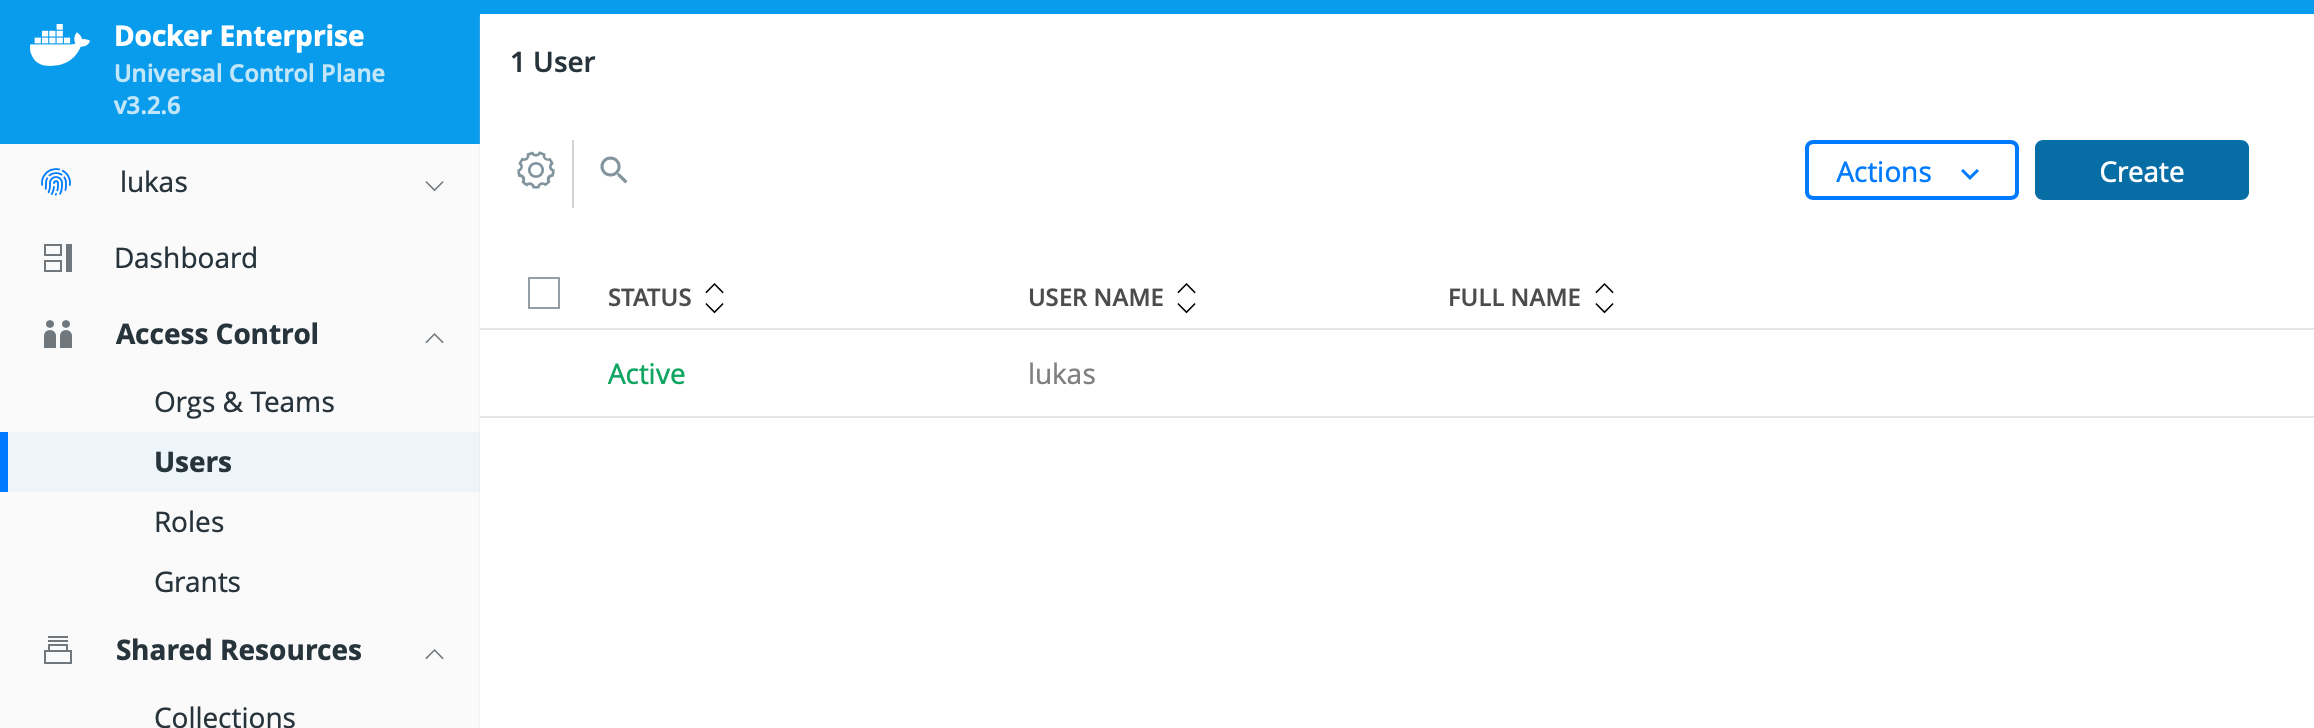 Docker Enterprise
Universal Control Plane
v3.2.6
lukas
Dashboard
Access Control
Orgs & Teams
Users
Roles
Grants
Shared Resources
Collections
1 User
Actions
Create
STATUS USER NAME FULL NAME
Active lukas